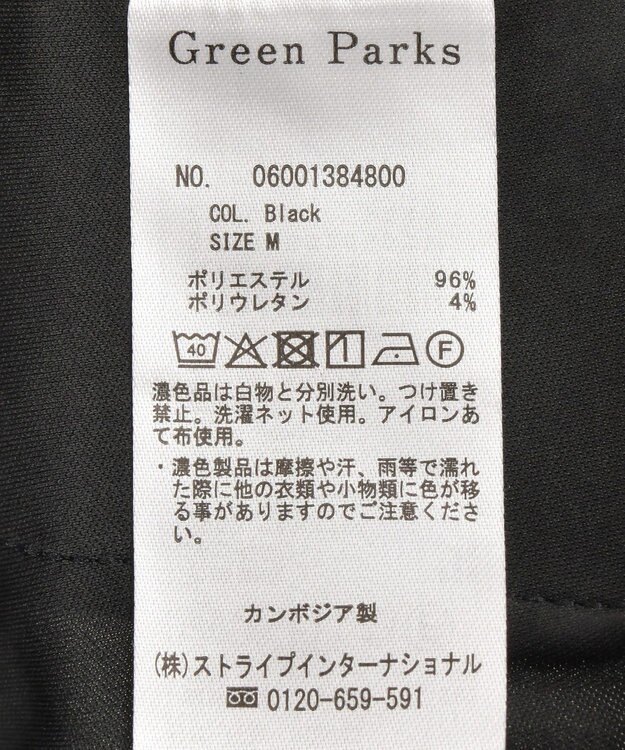 Green Parks
NO. 06001384800
COL. Black
SIZE M
ポリエステル 96%
ポリウレタン 4%
40
F
濃色品は白物と分別洗い。つけ置き
禁止。洗濯ネット使用。アイロンあ
て布使用。
・濃色製品は摩擦や汗、雨等で濡れ
た際に他の衣類や小物類に色が移
る事がありますのでご注意くださ
い。
カンボジア製
(株)ストライプインターナショナル
0120-659-591